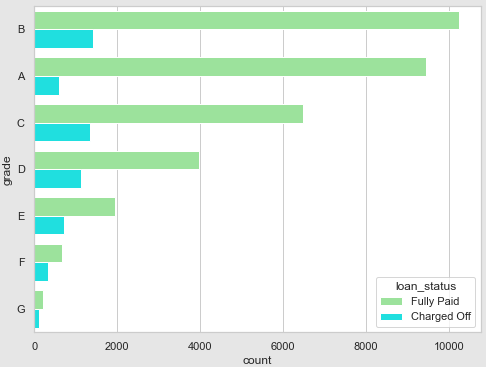 B
A
C
D
E
F
G
grade
0 2000 4000 6000 8000 10000
count
loan_status
Fully Paid
Charged Off